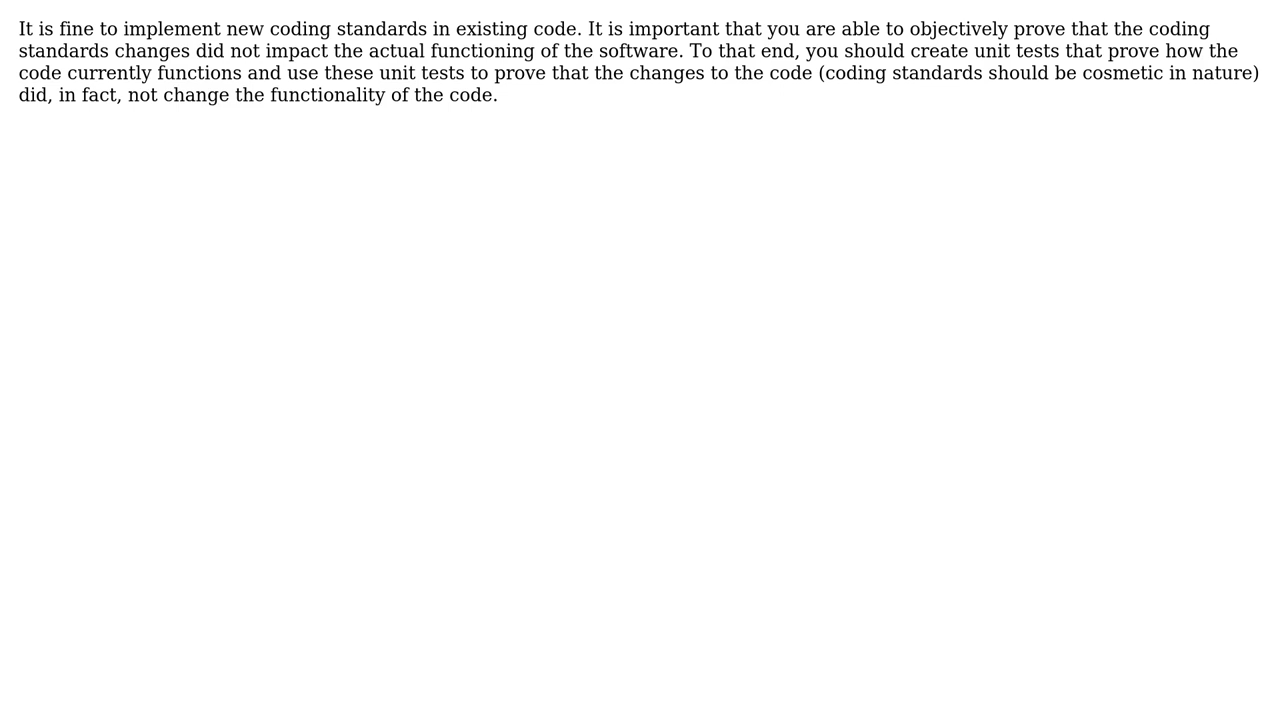 It is fine to implement new coding standards in existing code. It is important that you are able to objectively prove that the coding
standards changes did not impact the actual functioning of the software. To that end, you should create unit tests that prove how the
code currently functions and use these unit tests to prove that the changes to the code (coding standards should be cosmetic in nature)
did, in fact, not change the functionality of the code.